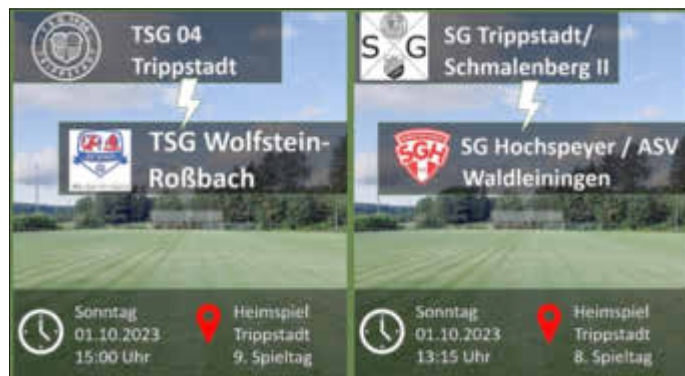 TSG 04
Trippstadt
TSG Wolfstein-
Roßbach
Sonntag
01.10.2023
15:00 Uhr
Heimspiel
Trippstadt
9. Spieltag
S G
SG Trippstadt/
Schmalenberg II
SGH
SG Hochspeyer / ASV
Waldleiningen
Sonntag
01.10.2023
13:15 Uhr
Heimspiel
Trippstadt
8. Spieltag